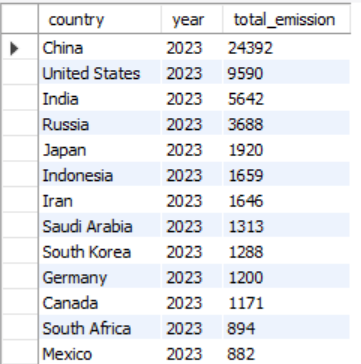 country year total_emission
China 2023 24392
United States 2023 9590
India 2023 5642
Russia 2023 3688
Japan 2023 1920
Indonesia 2023 1659
Iran 2023 1646
Saudi Arabia 2023 1313
South Korea 2023 1288
Germany 2023 1200
Canada 2023 1171
South Africa 2023 894
Mexico 2023 882